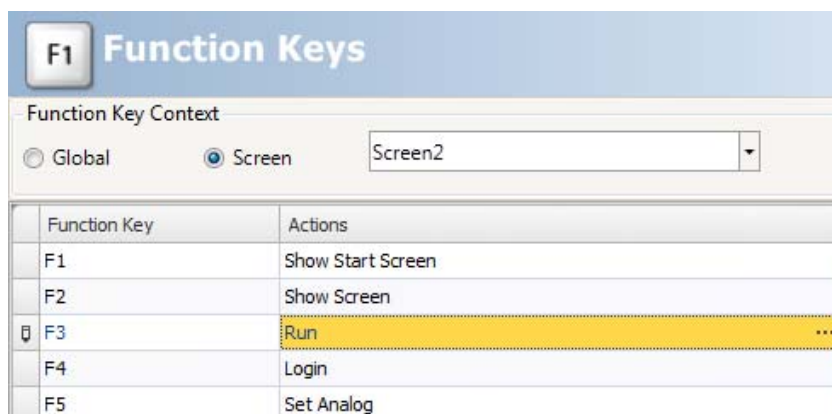 F1 Function Keys
Function Key Context
Global Screen Screen2
Function Key Actions
F1 Show Start Screen
F2 Show Screen
F3 Run ...
F4 Login
F5 Set Analog